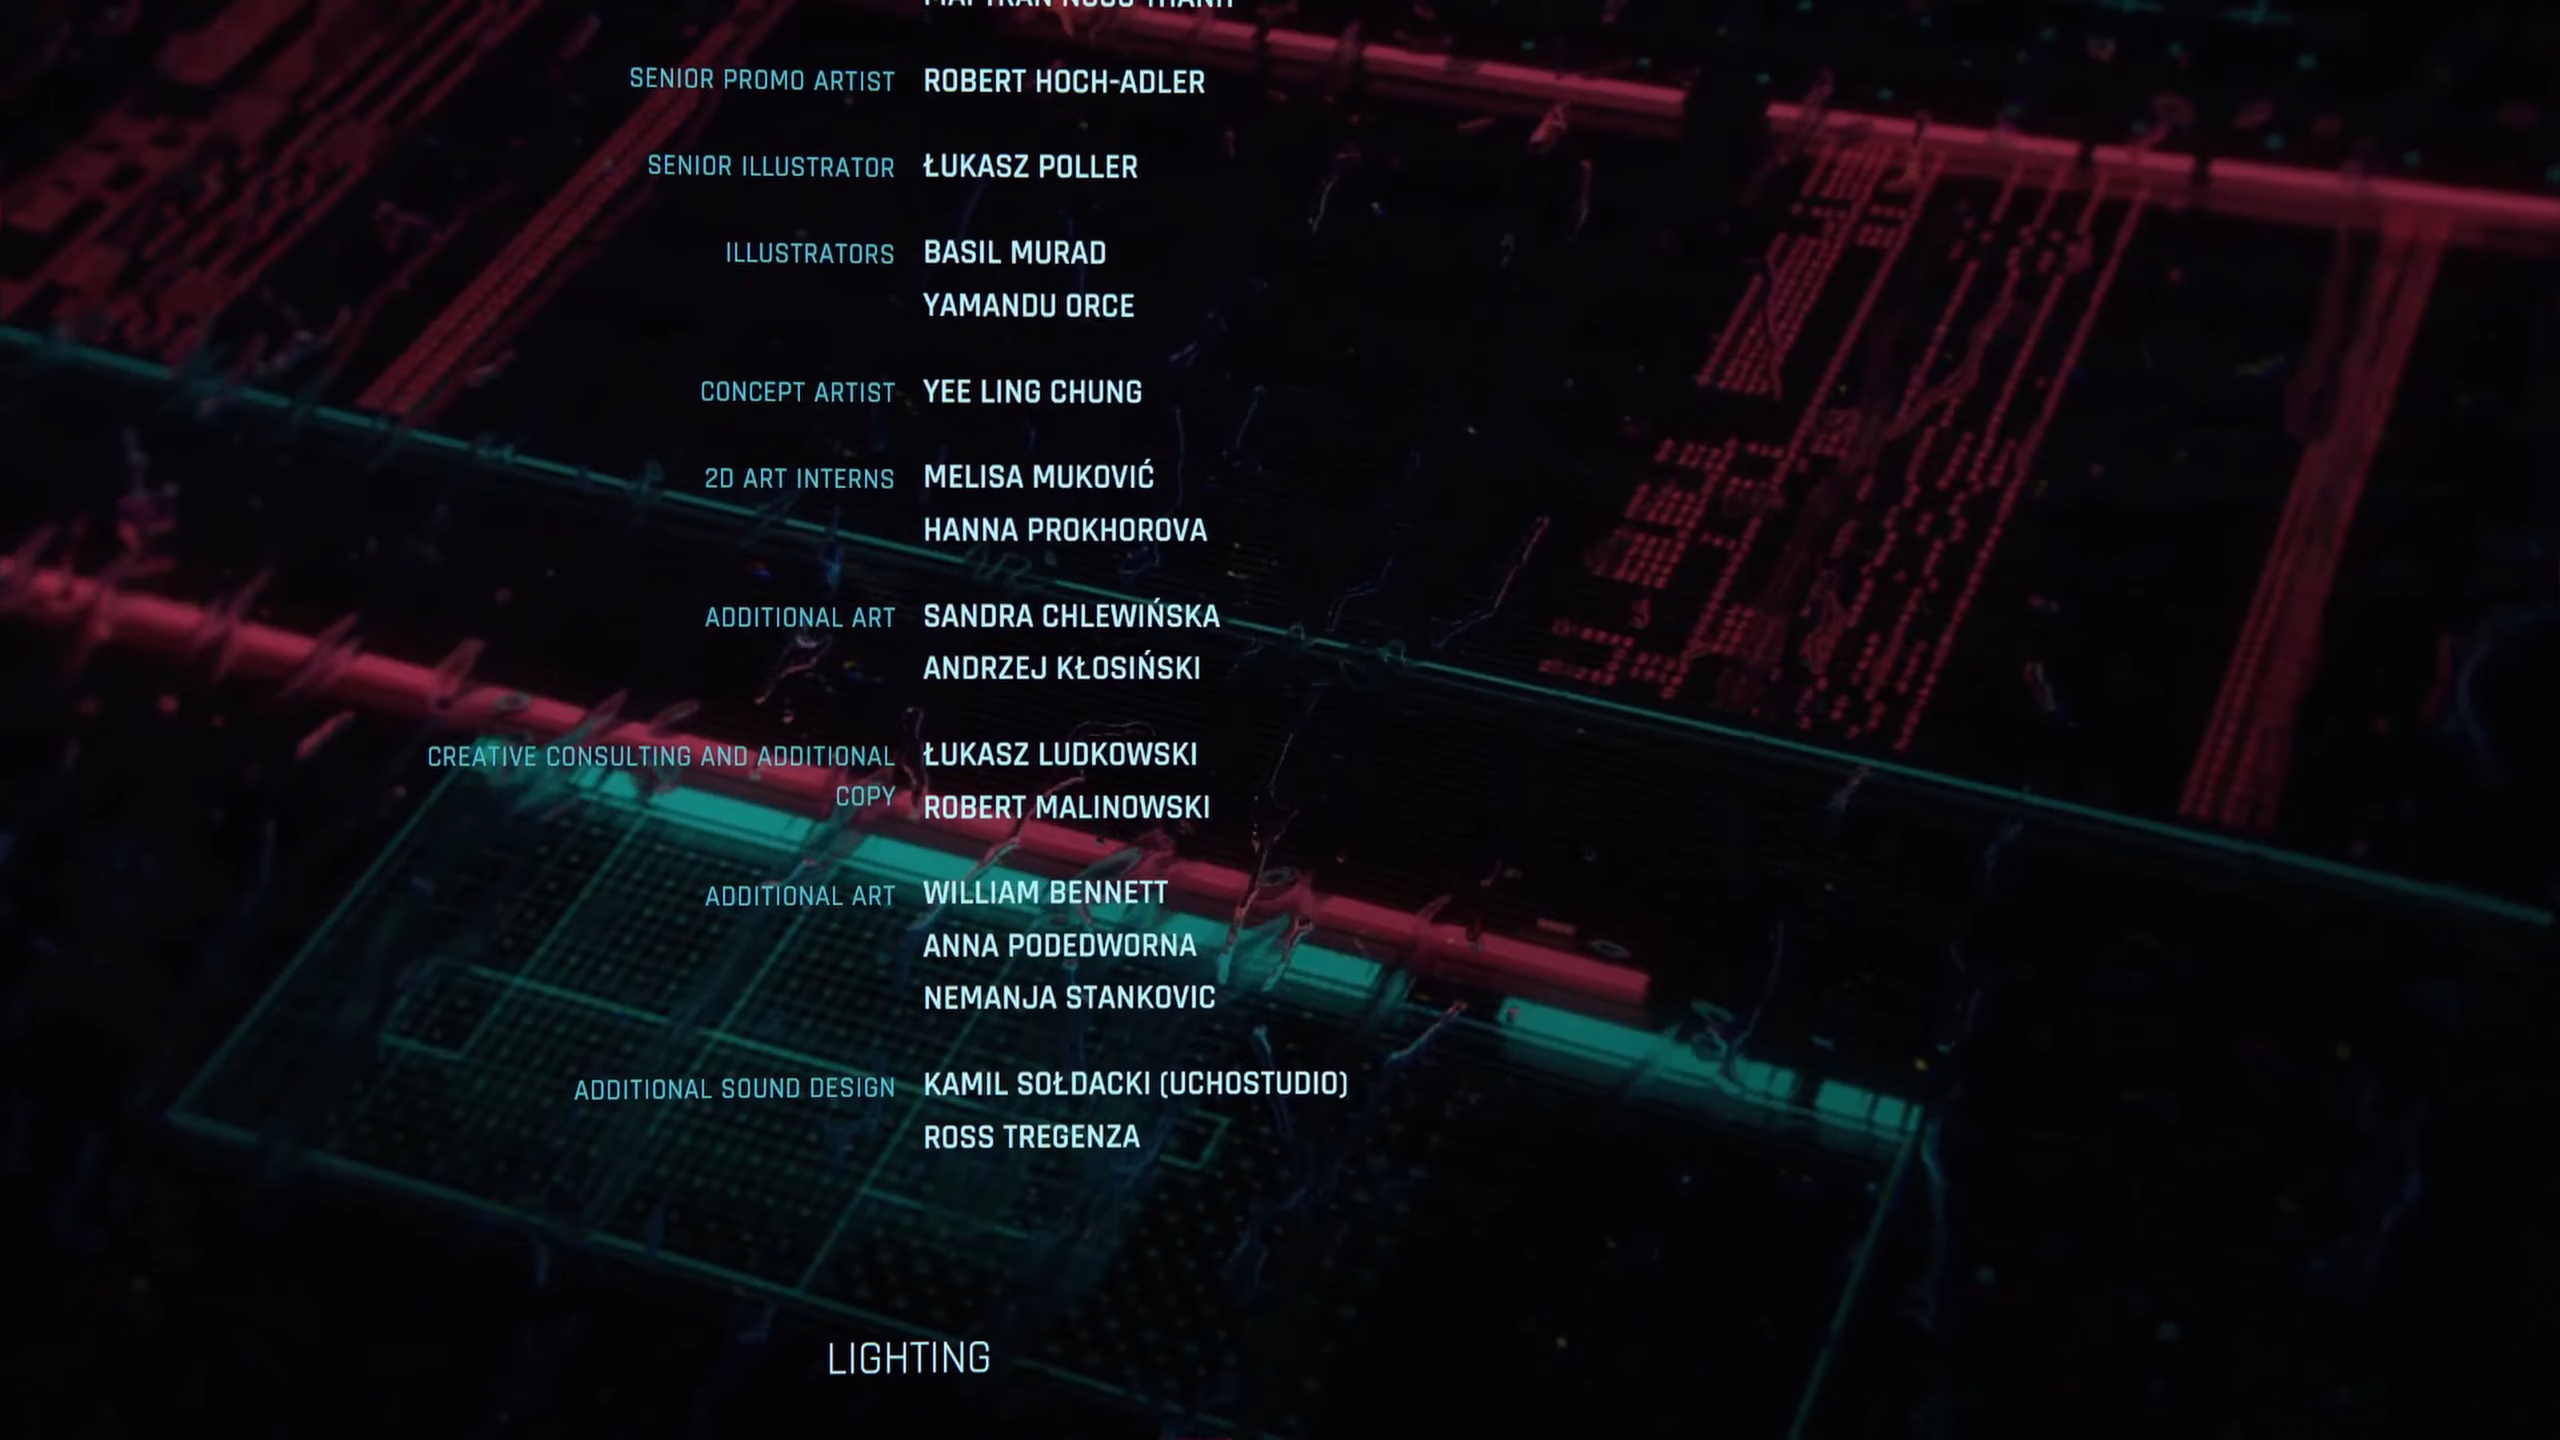 SENIOR PROMO ARTIST ROBERT HOCH-ADLER
SENIOR ILLUSTRATOR ŁUKASZ POLLER
ILLUSTRATORS BASIL MURAD
YAMANDU ORCE
CONCEPT ARTIST YEE LING CHUNG
2D ART INTERNS MELISA MUKOVIĆ
HANNA PROKHOROVA
ADDITIONAL ART SANDRA CHLEWIŃSKA
ANDRZEJ KŁOSIŃSKI
CREATIVE CONSULTING AND ADDITIONAL ŁUKASZ LUDKOWSKI
COPY ROBERT MALINOWSKI
ADDITIONAL ART WILLIAM BENNETT
ANNA PODEDWORNA
NEMANJA STANKOVIC
ADDITIONAL SOUND DESIGN KAMIL SOŁDACKI (UCHOSTUDIO)
ROSS TREGENZA
LIGHTING